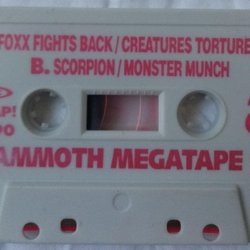 FOXX FIGHTS BACK/CREATURES TORTURE
B. SCORPION/MONSTER MUNCH
AMMOTH MEGATAPE